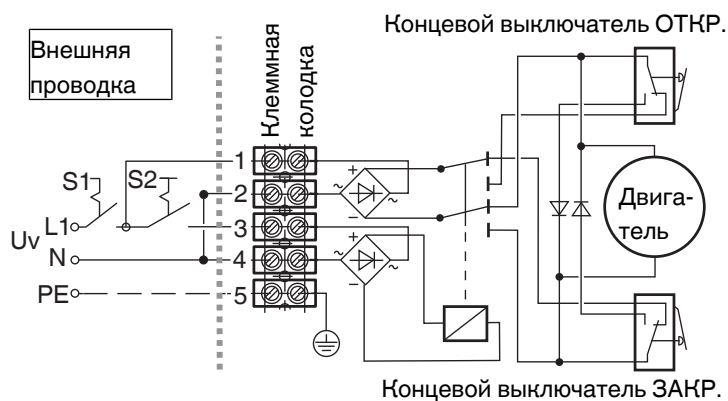 Концевой выключатель ОТКР.
Внешняя
проводка
Клеммная
колодка
1
S1
S2
2
L1
3
Uv
N
4
PE
5
+
~
~
−
+
~
~
−
Двига-
тель
Концевой выключатель ЗАКР.